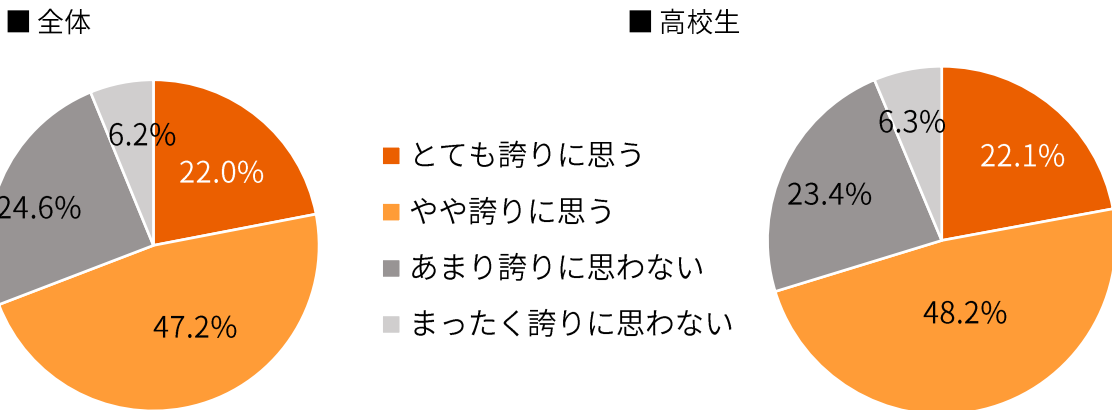 ■ 全体
■ 高校生
6.2%
22.0%
24.6%
47.2%
とても誇りに思う
やや誇りに思う
あまり誇りに思わない
まったく誇りに思わない
6.3%
22.1%
23.4%
48.2%